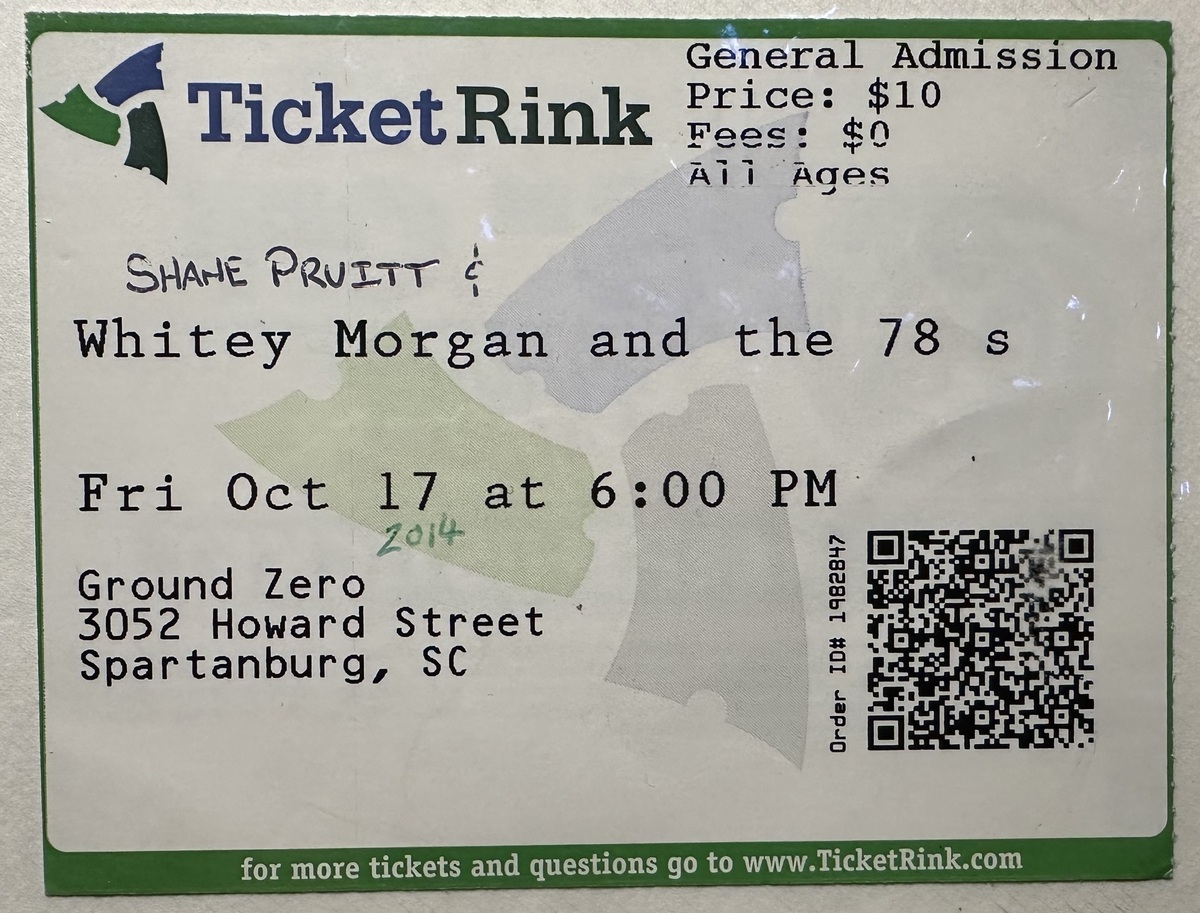 TicketRink
General Admission
Price: $10
Fees: $0
All Ages
SHANE PRUITT &
Whitey Morgan and the 78 s
Fri Oct 17 at 6:00 PM
2014
Ground Zero
3052 Howard Street
Spartanburg, SC
Order ID# 1982847
for more tickets and questions go to www.TicketRink.com